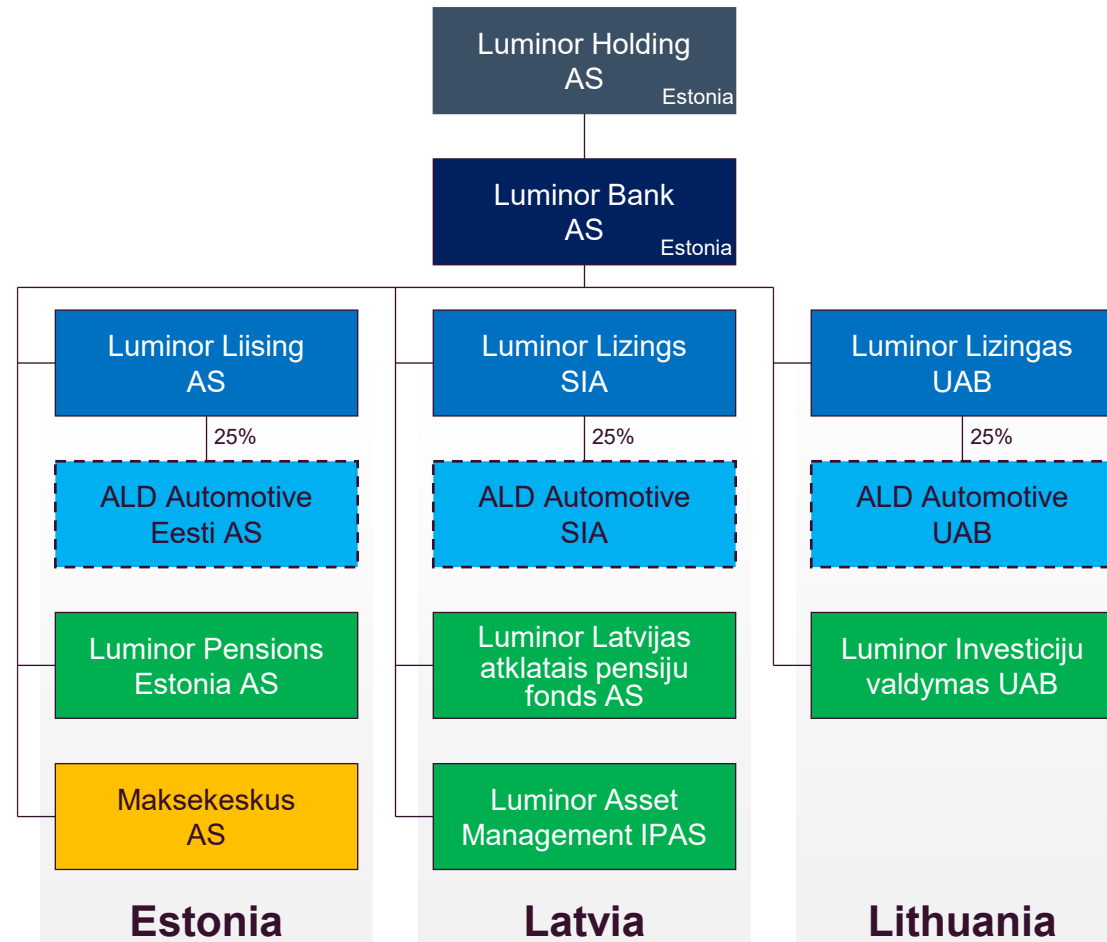 Luminor Holding
AS
Estonia
Luminor Bank
AS
Estonia
Luminor Liising
AS
Luminor Lizings
SIA
Luminor Lizingas
UAB
25%
25%
25%
ALD Automotive
Eesti AS
ALD Automotive
SIA
ALD Automotive
UAB
Luminor Pensions
Estonia AS
Luminor Latvijas
atklatais pensiju
fonds AS
Luminor Investiciju
valdymas UAB
Maksekeskus
AS
Luminor Asset
Management IPAS
Estonia
Latvia
Lithuania